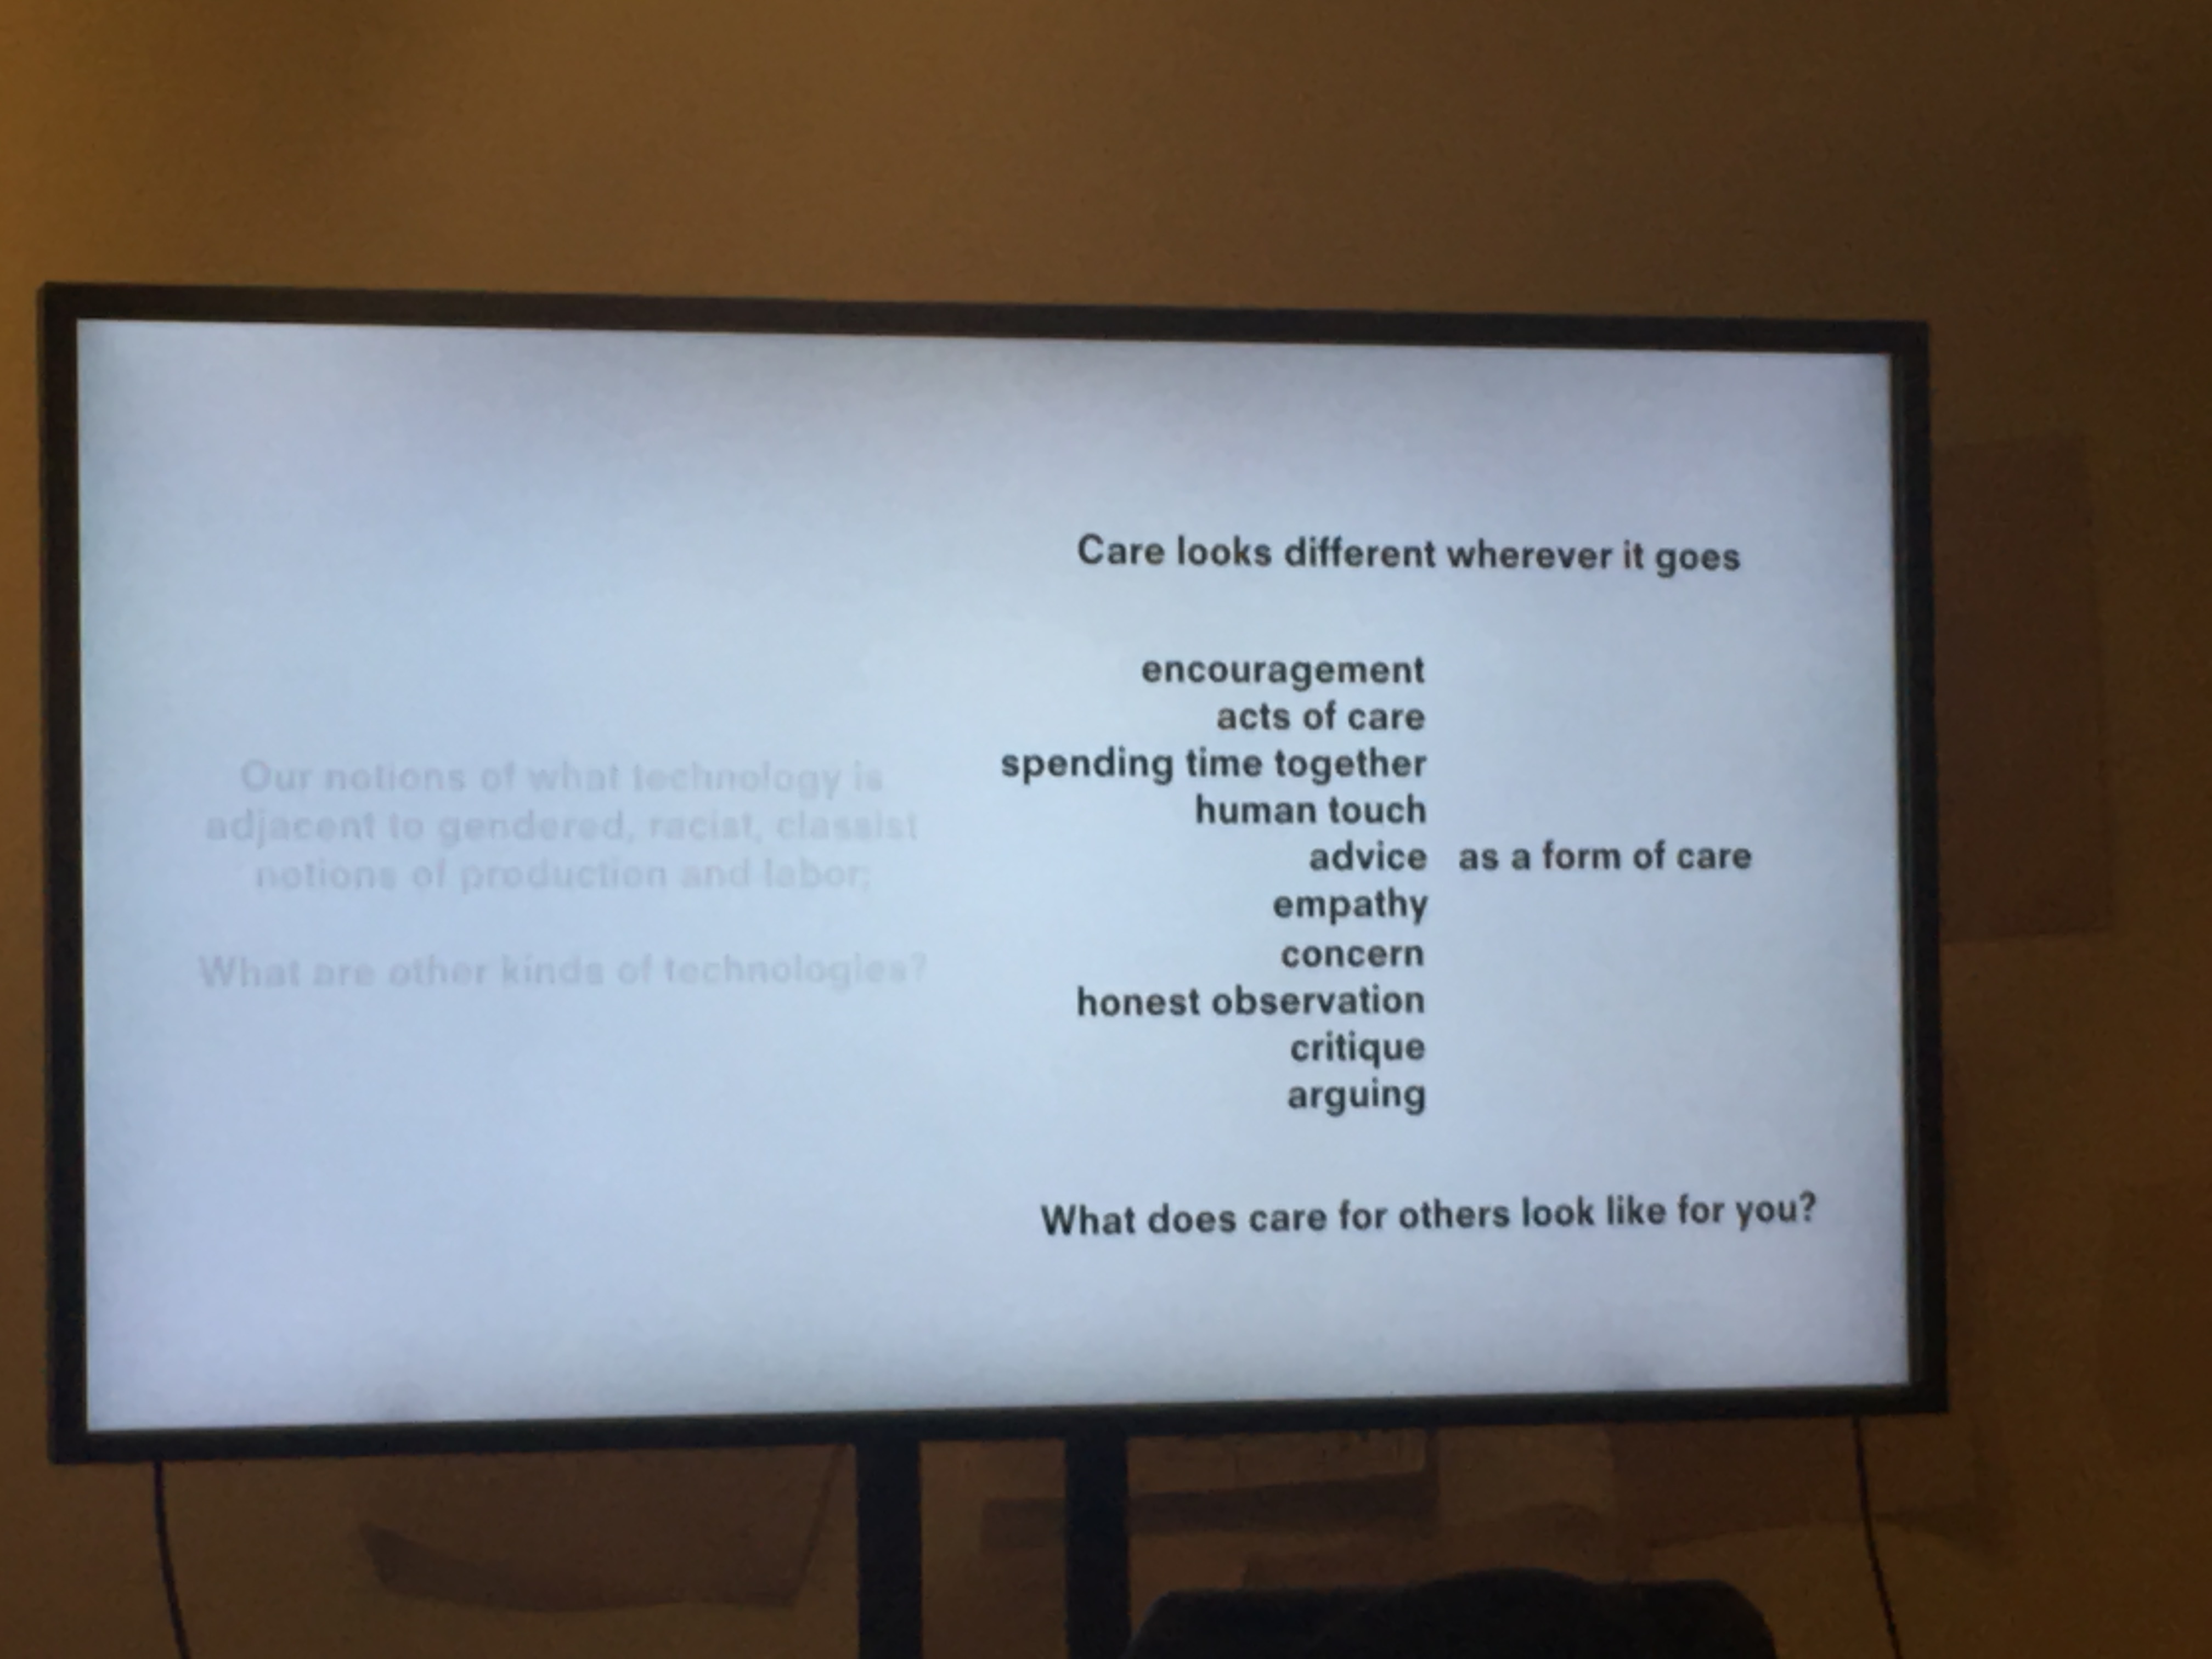 Our notions of what technology is
adjacent to gendered, racist, classist
notions of production and labor;
What are other kinds of technologies?
Care looks different wherever it goes
encouragement
acts of care
spending time together
human touch
advice as a form of care
empathy
concern
honest observation
critique
arguing
What does care for others look like for you?